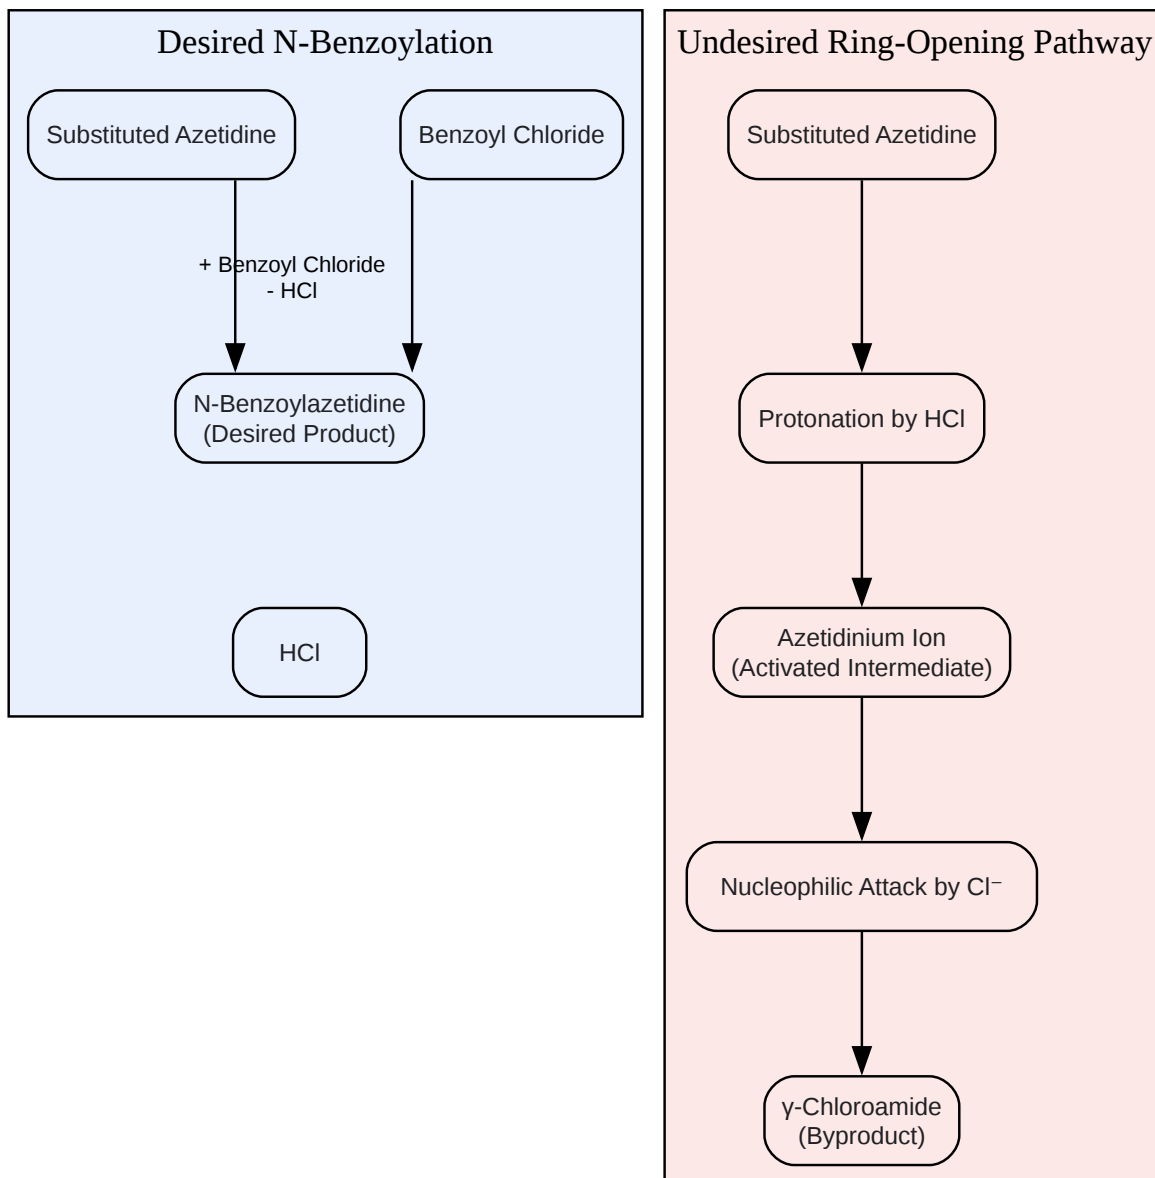 Desired N-Benzoylation
Substituted Azetidine
Benzoyl Chloride
+ Benzoyl Chloride
- HCl
N-Benzoylazetidine
(Desired Product)
HCl
Undesired Ring-Opening Pathway
Substituted Azetidine
Protonation by HCl
Azetidinium Ion
(Activated Intermediate)
Nucleophilic Attack by Cl⁻
γ-Chloroamide
(Byproduct)